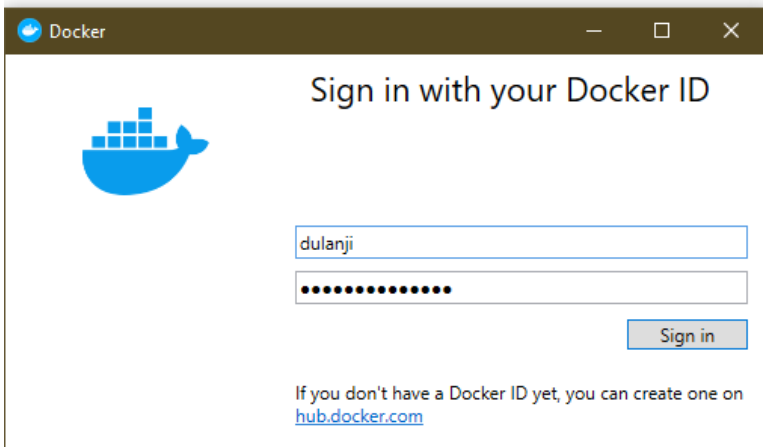 Docker
Sign in with your Docker ID
dulanji
••••••••••••••
Sign in
If you don't have a Docker ID yet, you can create one on
hub.docker.com